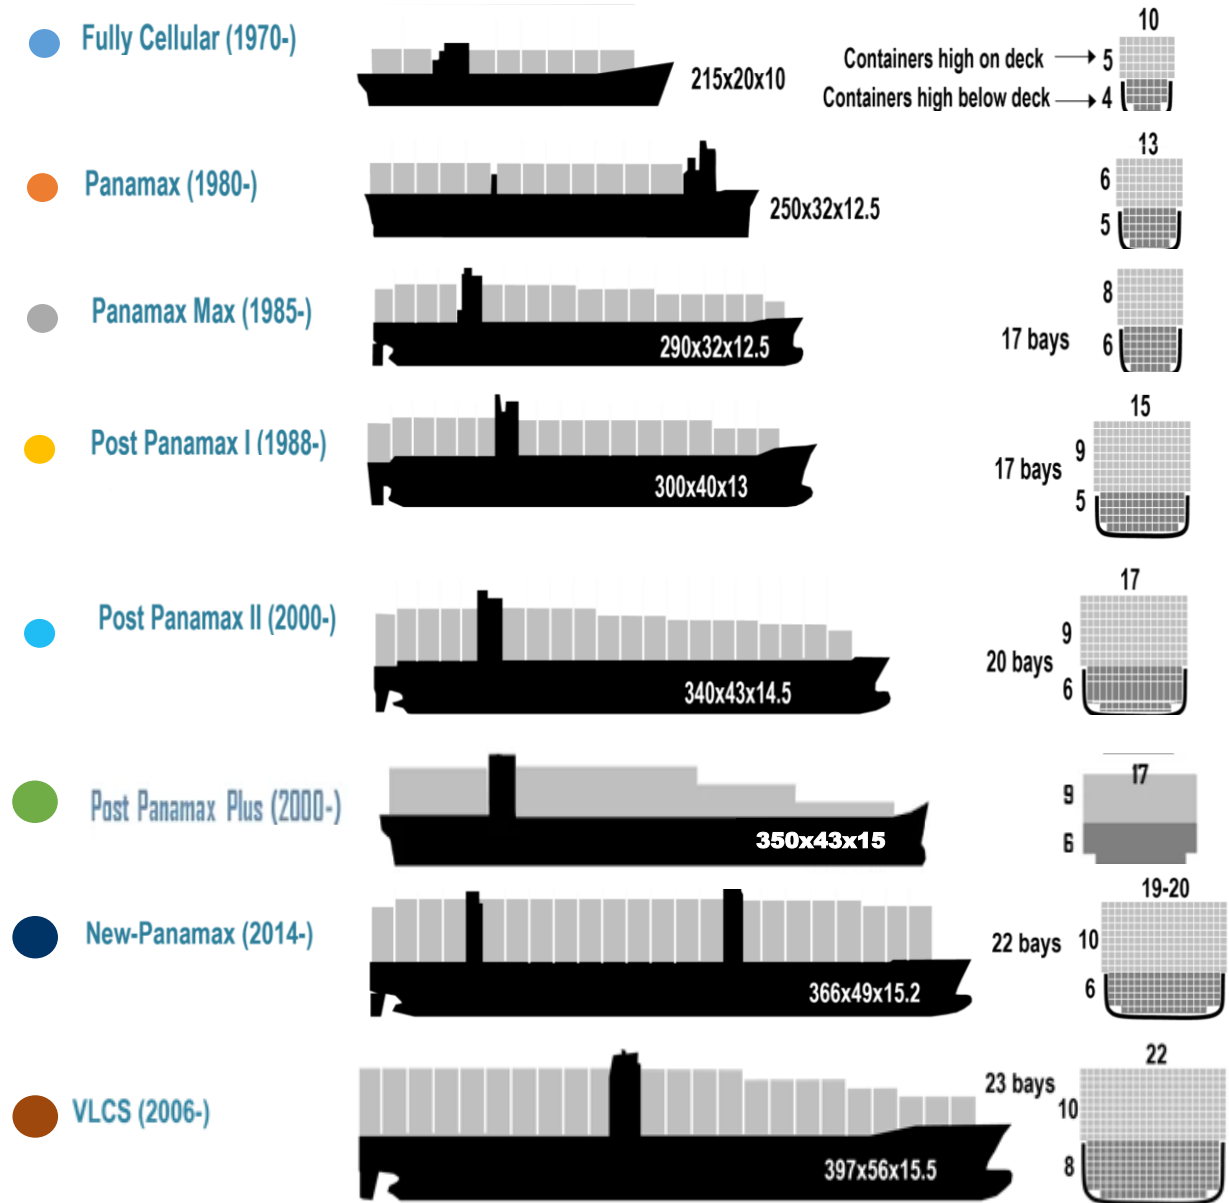 Fully Cellular (1970-)
215x20x10
10
Containers high on deck
5
Containers high below deck
4
Panamax (1980-)
250x32x12.5
13
6
5
Panamax Max (1985-)
290x32x12.5
17 bays
8
6
Post Panamax I (1988-)
300x40x13
17 bays
15
9
5
Post Panamax II (2000-)
340x43x14.5
20 bays
17
9
6
Post Panamax Plus (2000-)
350x43x15
17
9
6
New-Panamax (2014-)
366x49x15.2
22 bays
19-20
10
6
VLCS (2006-)
397x56x15.5
23 bays
22
10
8